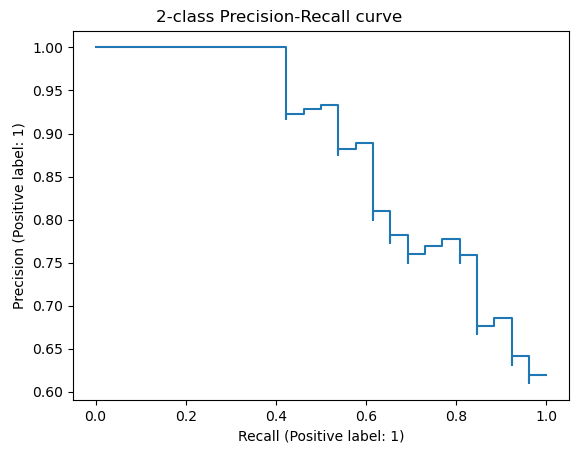 2-class Precision-Recall curve
1.00
0.95
0.90
0.85
0.80
0.75
0.70
0.65
0.60
Precision (Positive label: 1)
0.0 0.2 0.4 0.6 0.8 1.0
Recall (Positive label: 1)